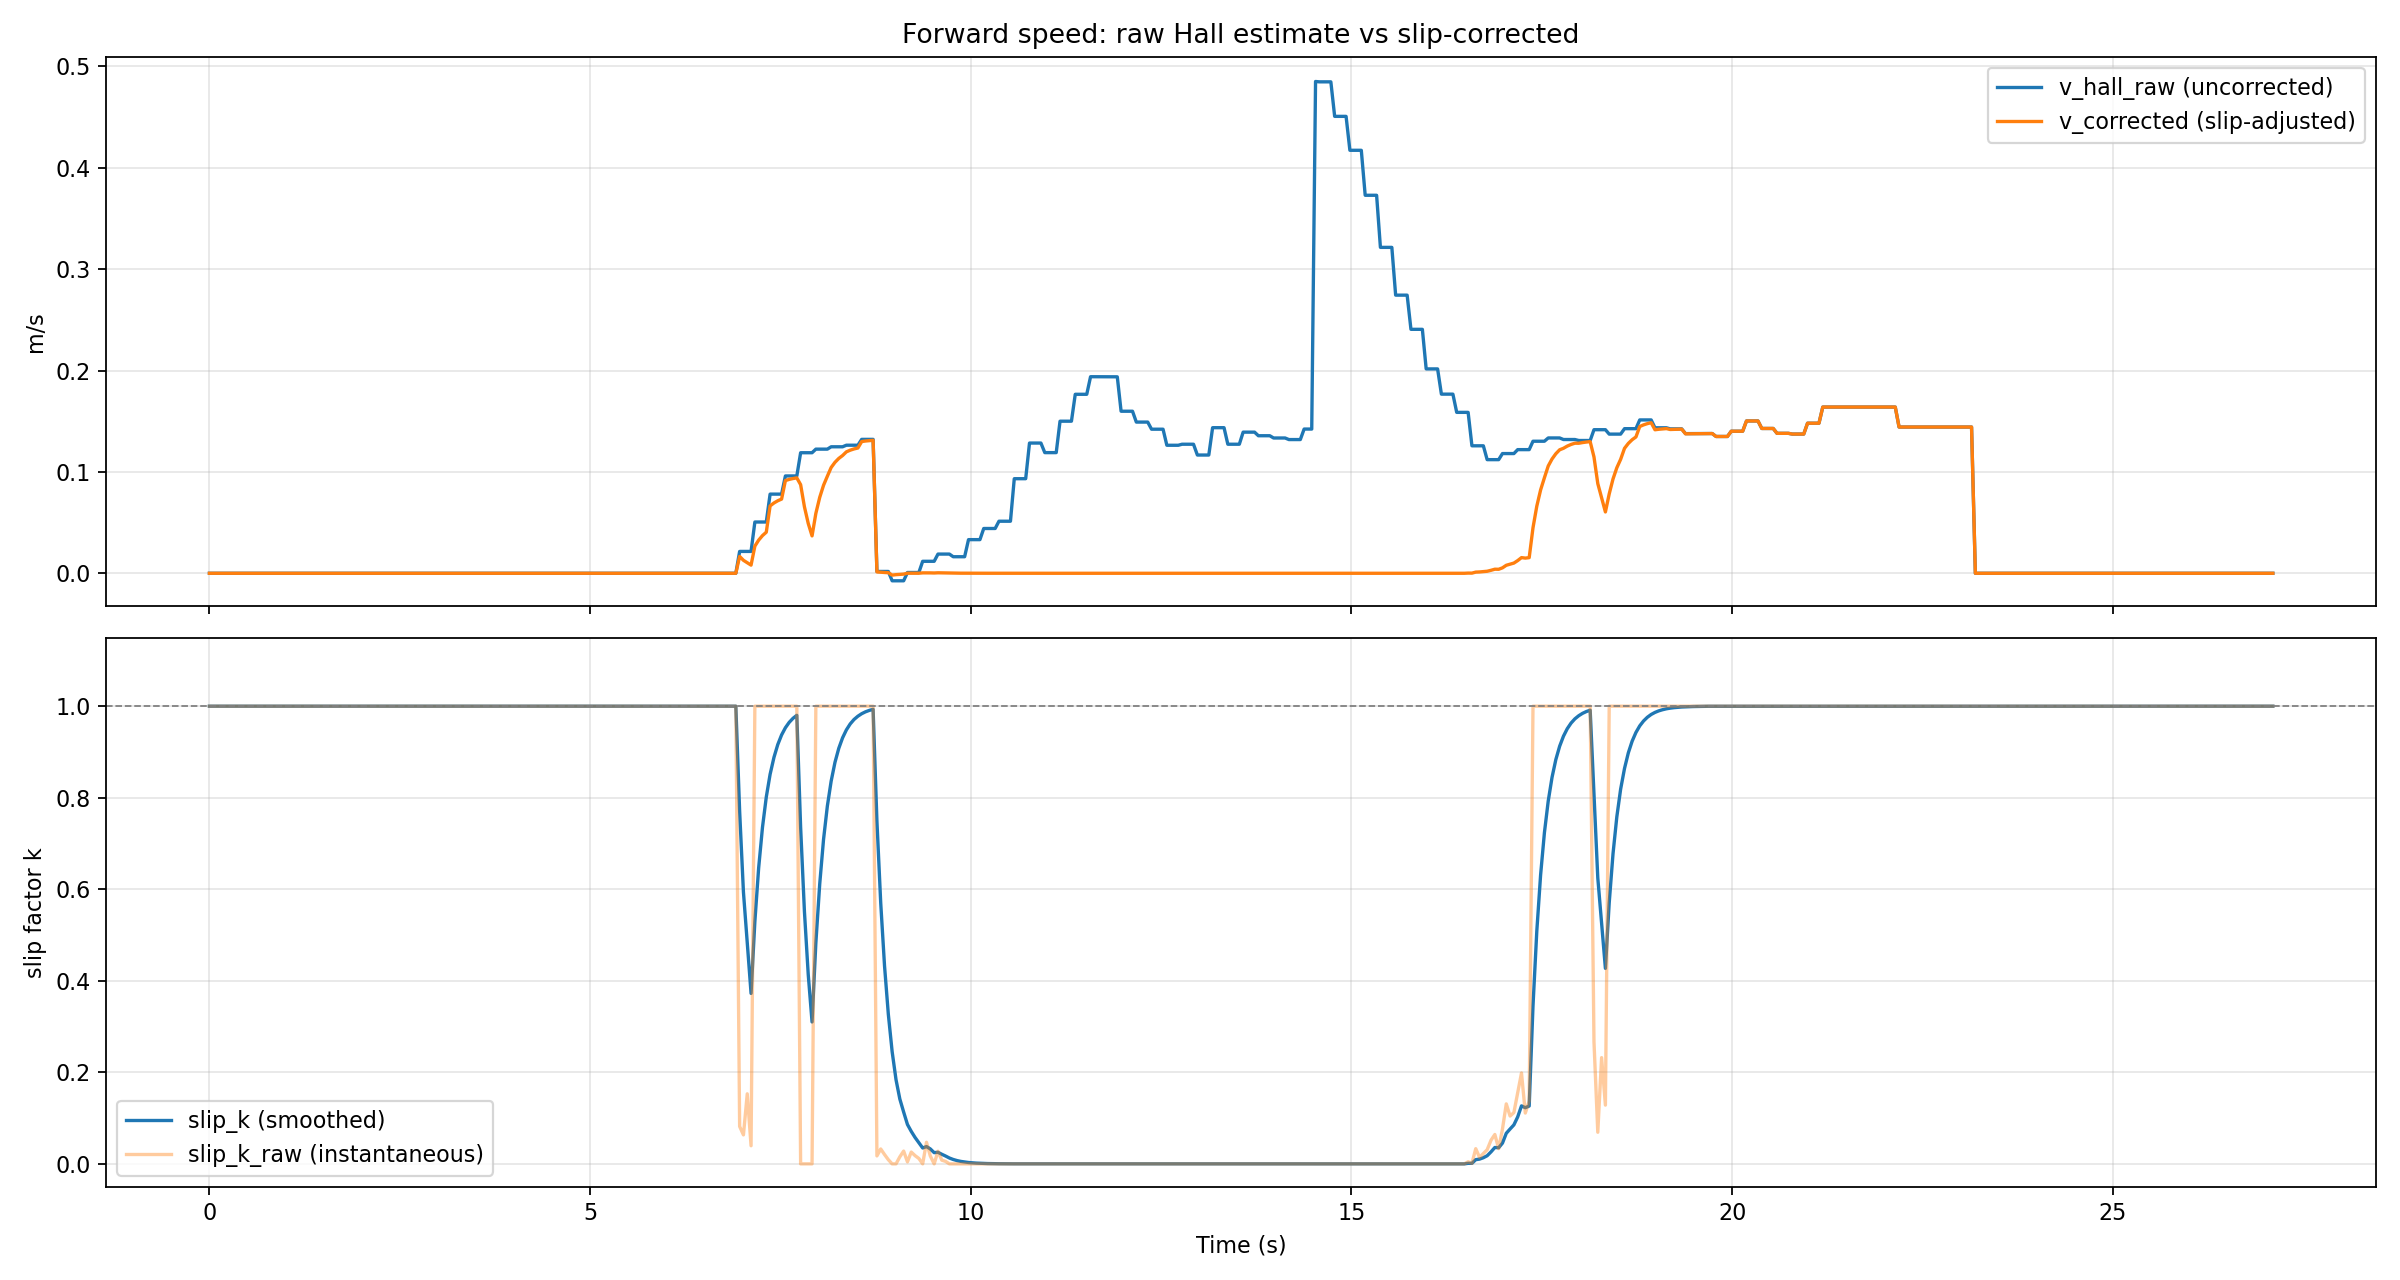 Forward speed: raw Hall estimate vs slip-corrected
0.5
0.4
0.3
0.2
0.1
0.0
m/s
v_hall_raw (uncorrected)
v_corrected (slip-adjusted)
1.0
0.8
0.6
0.4
0.2
0.0
slip factor k
slip_k (smoothed)
slip_k_raw (instantaneous)
0 5 10 15 20 25
Time (s)